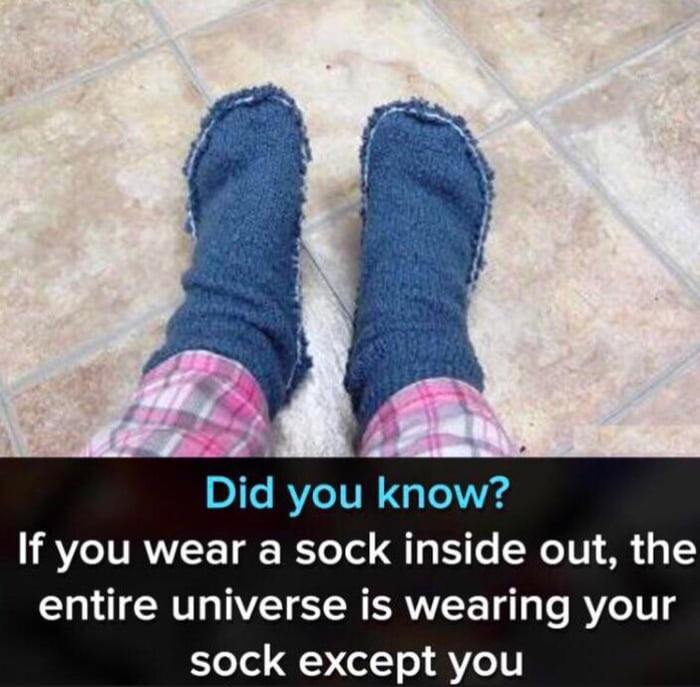 Did you know?
If you wear a sock inside out, the
entire universe is wearing your
sock except you